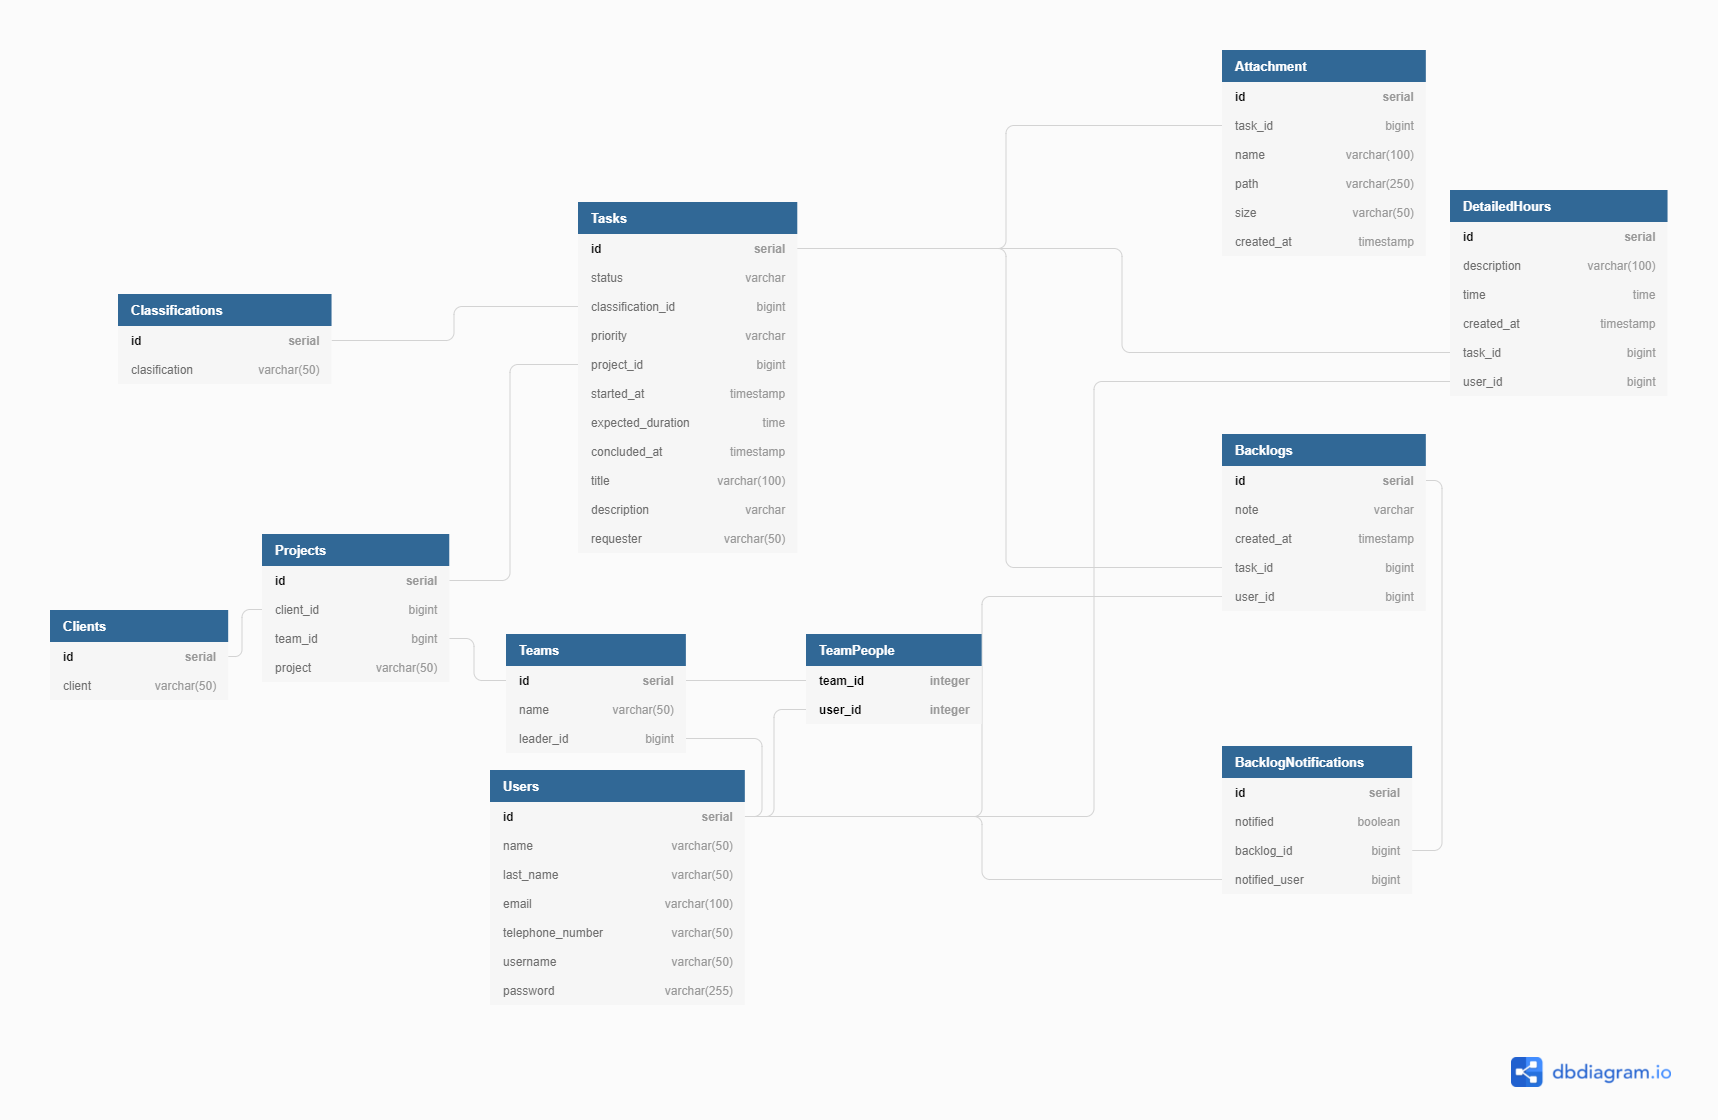 Attachment
id serial
task_id bigint
name varchar(100)
path varchar(250)
size varchar(50)
created_at timestamp
DetailedHours
id serial
description varchar(100)
time time
created_at timestamp
task_id bigint
user_id bigint
Tasks
id serial
status varchar
classification_id bigint
priority varchar
project_id bigint
started_at timestamp
expected_duration time
concluded_at timestamp
title varchar(100)
description varchar
requester varchar(50)
Classifications
id serial
clasification varchar(50)
Backlogs
id serial
note varchar
created_at timestamp
task_id bigint
user_id bigint
Projects
id serial
client_id bigint
team_id bgint
project varchar(50)
Clients
id serial
client varchar(50)
Teams
id serial
name varchar(50)
leader_id bigint
TeamPeople
team_id integer
user_id integer
Users
id serial
name varchar(50)
last_name varchar(50)
email varchar(100)
telephone_number varchar(50)
username varchar(50)
password varchar(255)
BacklogNotifications
id serial
notified boolean
backlog_id bigint
notified_user bigint
dbdiagram.io